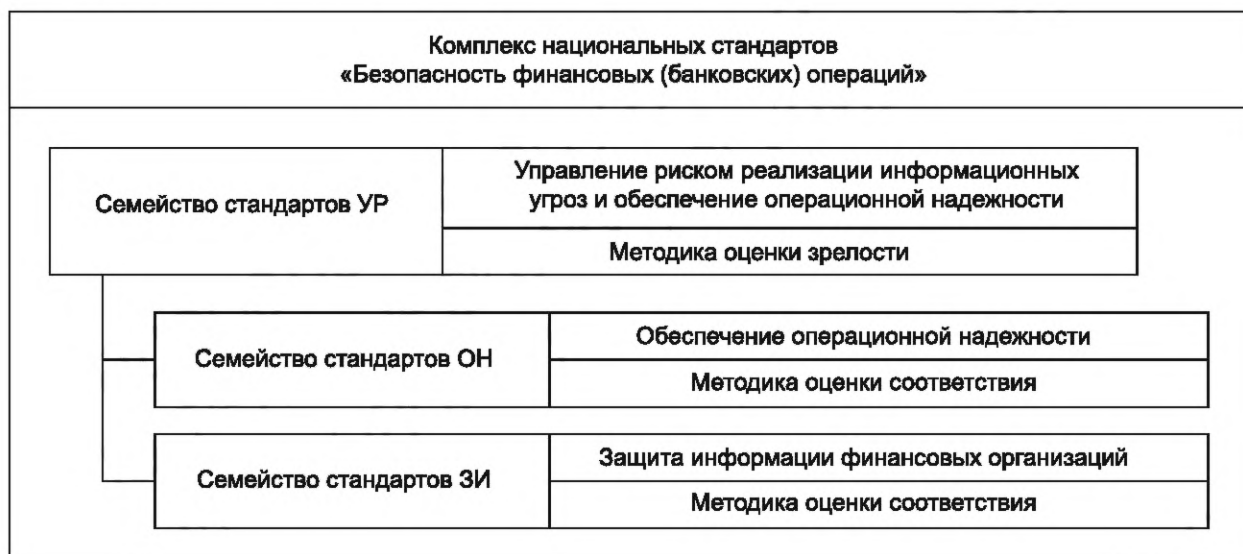 Комплекс национальных стандартов
«Безопасность финансовых (банковских) операций»
Семейство стандартов УР
Управление риском реализации информационных
угроз и обеспечение операционной надежности
Методика оценки зрелости
Семейство стандартов ОН
Обеспечение операционной надежности
Методика оценки соответствия
Семейство стандартов ЗИ
Защита информации финансовых организаций
Методика оценки соответствия